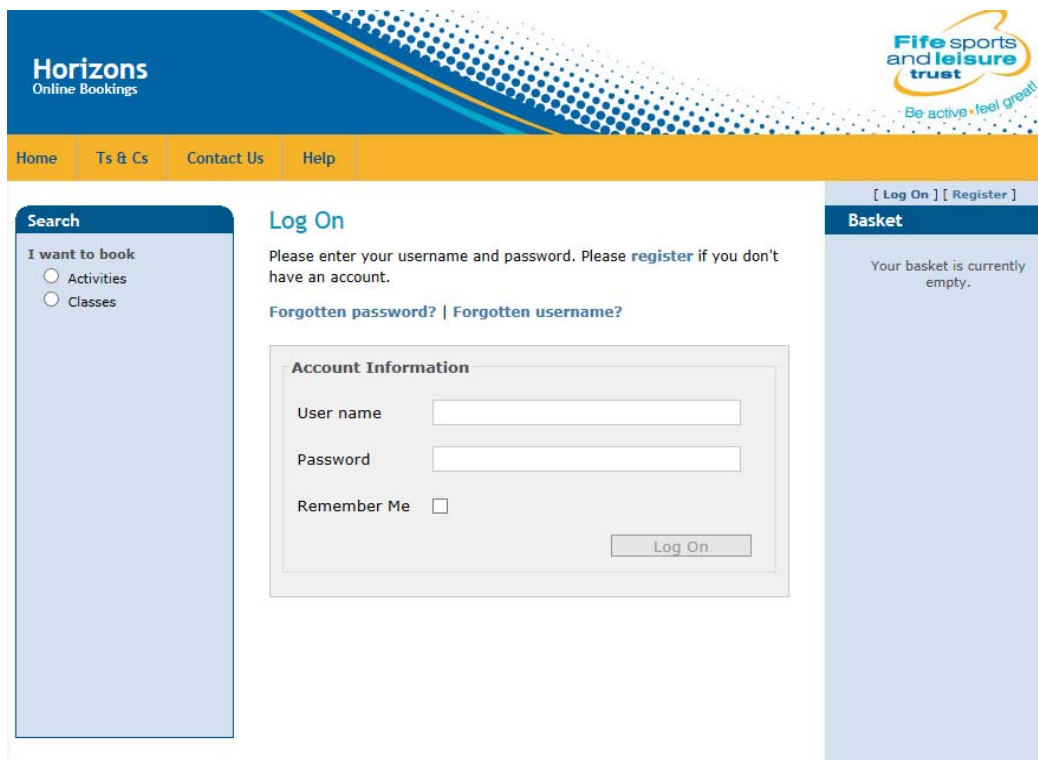 Horizons
Online Bookings
Fife sports
and leisure
trust
Be active • feel great!
Home Ts & Cs Contact Us Help
[ Log On ] [ Register ]
Search
I want to book
Activities
Classes
Log On
Please enter your username and password. Please register if you don't
have an account.
Forgotten password? | Forgotten username?
Account Information
User name
Password
Remember Me
Log On
Basket
Your basket is currently
empty.